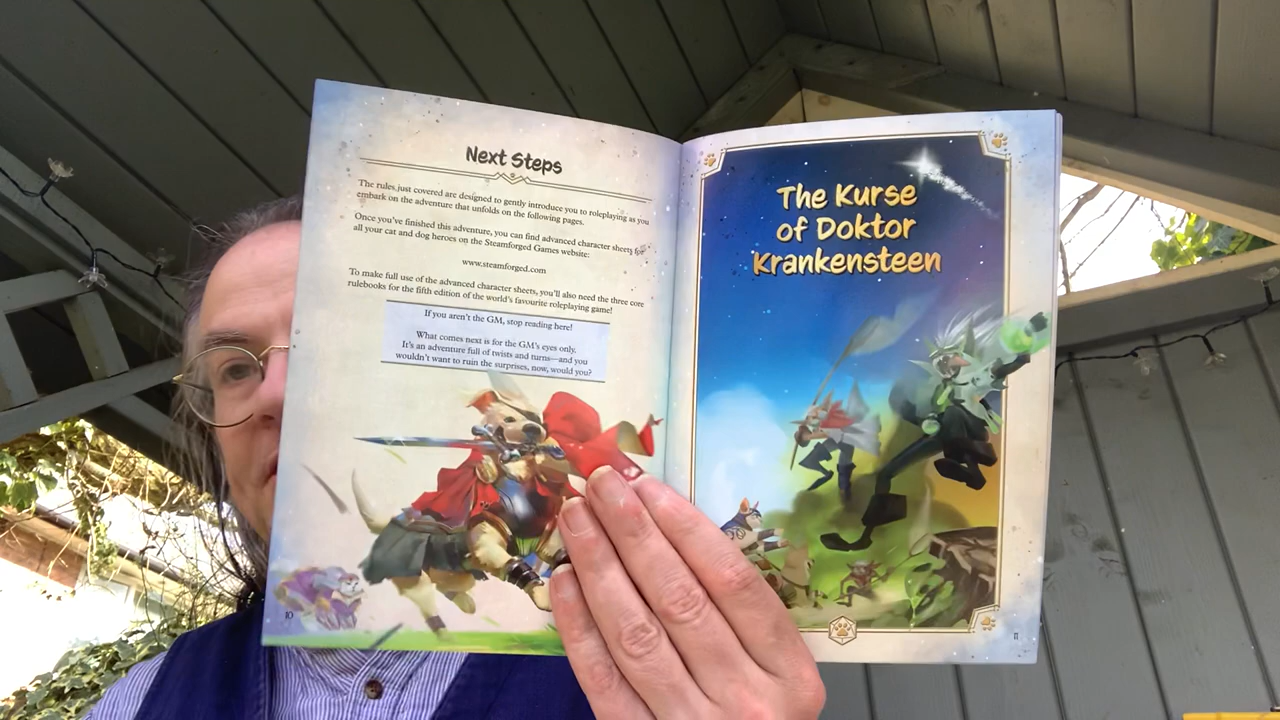 Next Steps
The rules just covered are designed to gently introduce you to roleplaying as you
embark on the adventure that unfolds on the following pages.
Once you've finished this adventure, you can find advanced character sheets for
all your cat and dog heroes on the Steamforged Games website:
www.steamforged.com
To make full use of the advanced character sheets, you'll also need the three core
rulebooks for the fifth edition of the world's favourite roleplaying game!
If you aren't the GM, stop reading here!
What comes next is for the GM's eyes only.
It's an adventure full of twists and turns—and you
wouldn't want to ruin the surprises, now, would you?
10
The Kurse
of Doktor
Krankensteen
11